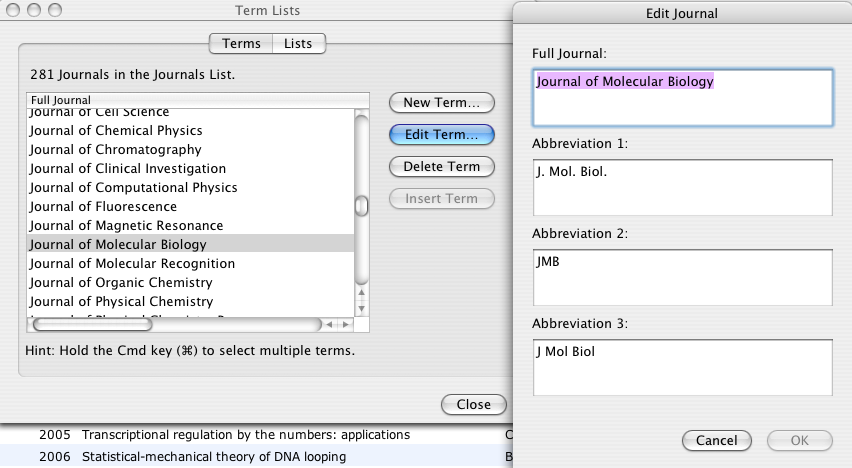 Term Lists
Terms Lists
281 Journals in the Journals List.
Full Journal
Journal of Cell Science
Journal of Chemical Physics
Journal of Chromatography
Journal of Clinical Investigation
Journal of Computational Physics
Journal of Fluorescence
Journal of Magnetic Resonance
Journal of Molecular Biology
Journal of Molecular Recognition
Journal of Organic Chemistry
Journal of Physical Chemistry
New Term...
Edit Term...
Delete Term
Insert Term
Hint: Hold the Cmd key (⌘) to select multiple terms.
Close
2005 Transcriptional regulation by the numbers: applications C
2006 Statistical-mechanical theory of DNA looping B
Edit Journal
Full Journal:
Journal of Molecular Biology
Abbreviation 1:
J. Mol. Biol.
Abbreviation 2:
JMB
Abbreviation 3:
J Mol Biol
Cancel OK